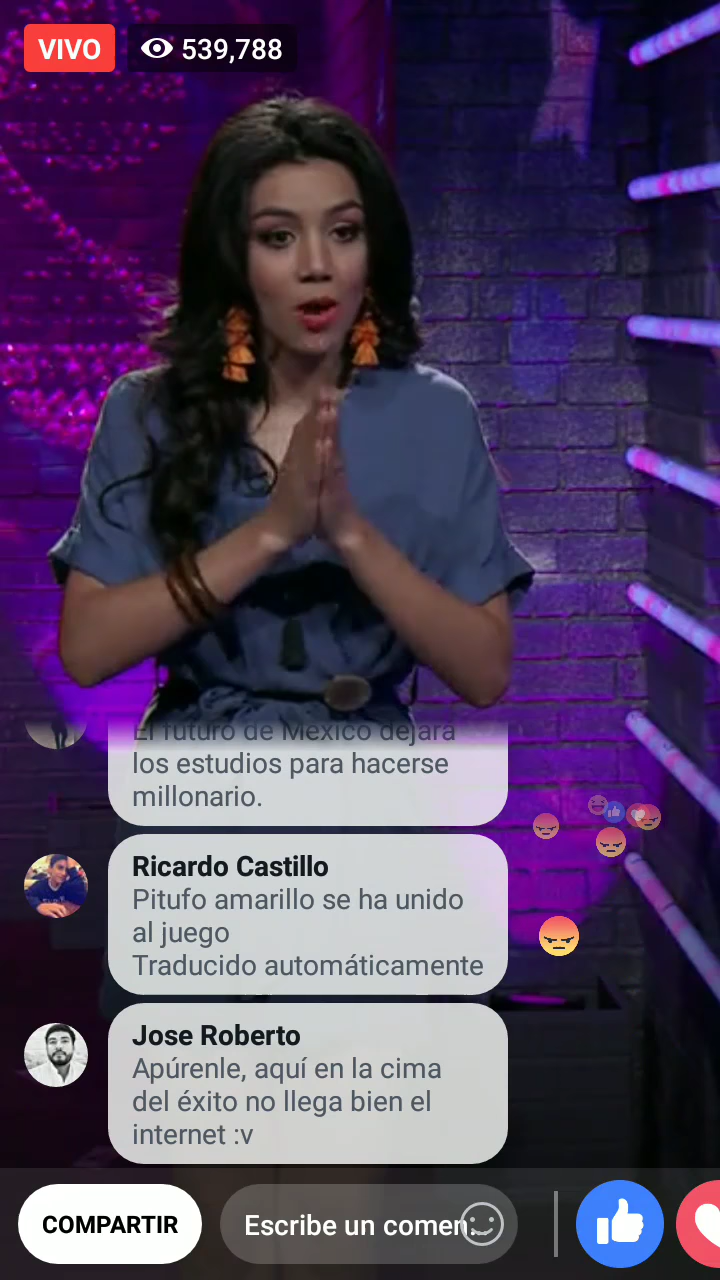 VIVO 539,788
El futuro de México dejará
los estudios para hacerse
millonario.
Ricardo Castillo
Pitufo amarillo se ha unido
al juego
Traducido automáticamente
Jose Roberto
Apúrenle, aquí en la cima
del éxito no llega bien el
internet :v
COMPARTIR Escribe un comen